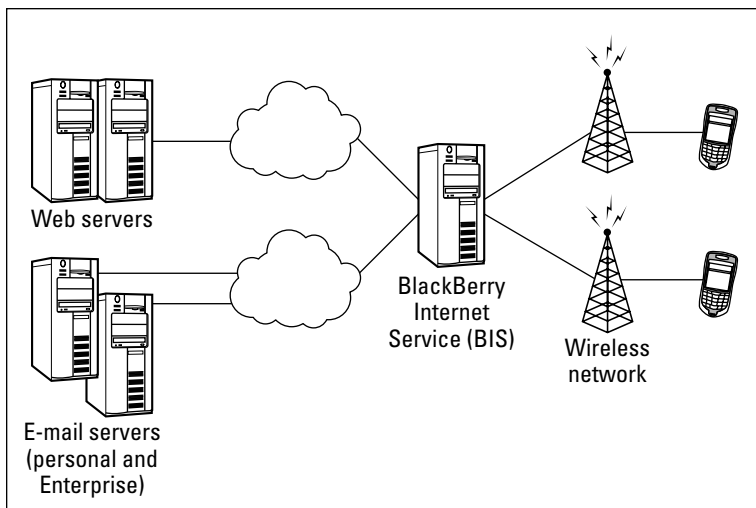 Web servers
E-mail servers
(personal and
Enterprise)
BlackBerry
Internet
Service (BIS)
Wireless
network